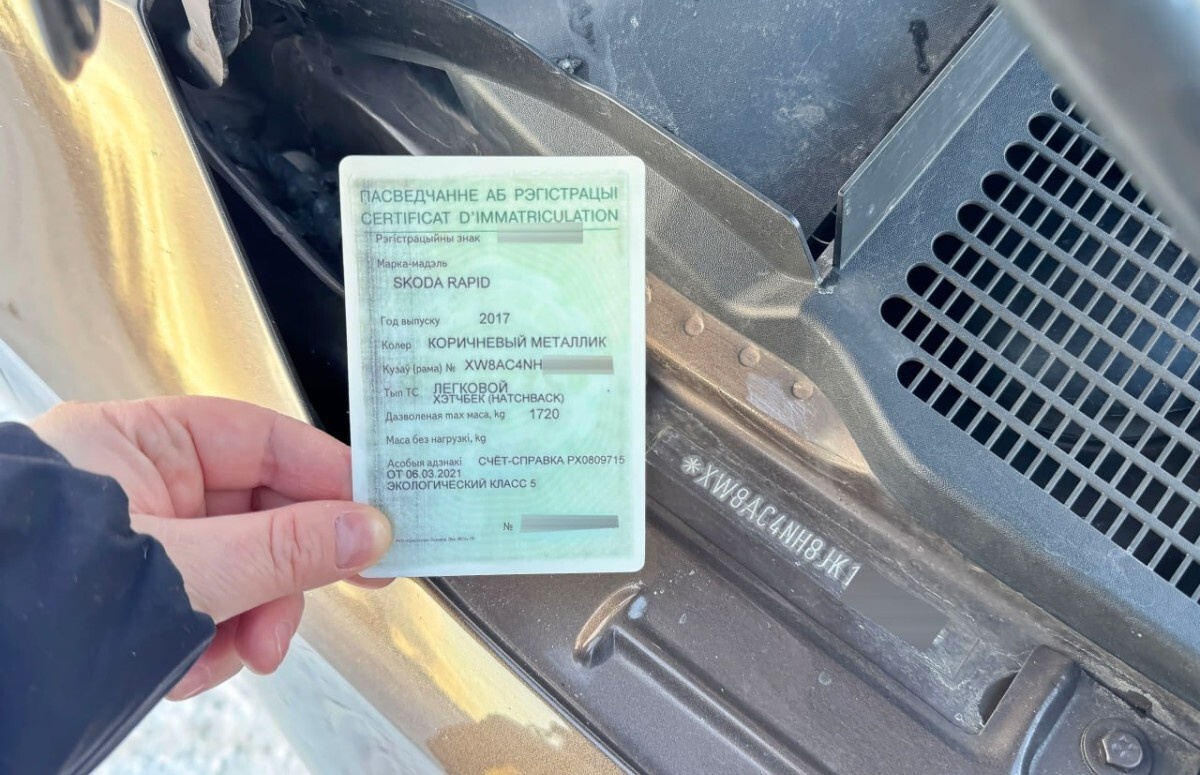 ПАСВЕДЧАННЕ АБ РЭГІСТРАЦЫІ
CERTIFICAT D'IMMATRICULATION
Рэгістрацыйны знак
Марка-мадэль
SKODA RAPID
Год выпуску 2017
Колер КОРИЧНЕВЫЙ МЕТАЛЛИК
Кузаў (рама) № XW8AC4NH
Тып ТС ЛЕГКОВОЙ
ХЭТЧБЕК (HATCHBACK)
Дазволеная max маса, kg 1720
Маса без нагрузкі, kg
Асобыя адзнакі СЧЁТ-СПРАВКА РХ0809715
ОТ 06.03.2021
ЭКОЛОГИЧЕСКИЙ КЛАСС 5
№
*XW8AC4NH8JK1